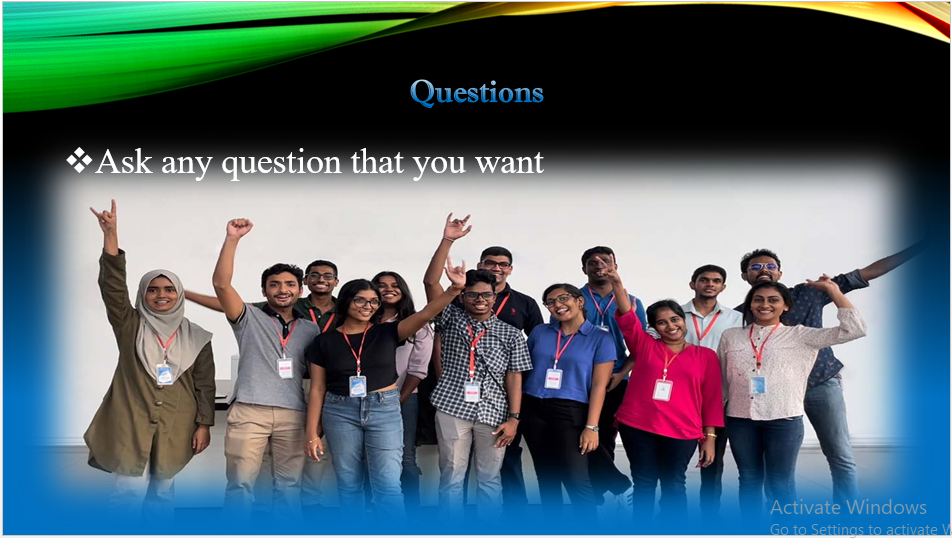 Questions
❖Ask any question that you want
Activate Windows
Go to Settings to activate W